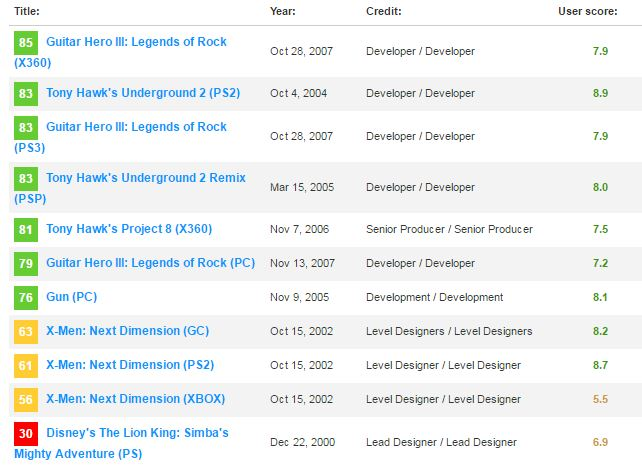 Title: Year: Credit: User score:
85 Guitar Hero III: Legends of Rock
(X360) Oct 28, 2007 Developer / Developer 7.9
83 Tony Hawk's Underground 2 (PS2) Oct 4, 2004 Developer / Developer 8.9
83 Guitar Hero III: Legends of Rock
(PS3) Oct 28, 2007 Developer / Developer 7.9
83 Tony Hawk's Underground 2 Remix
(PSP) Mar 15, 2005 Developer / Developer 8.0
81 Tony Hawk's Project 8 (X360) Nov 7, 2006 Senior Producer / Senior Producer 7.5
79 Guitar Hero III: Legends of Rock (PC) Nov 13, 2007 Developer / Developer 7.2
76 Gun (PC) Nov 9, 2005 Development / Development 8.1
63 X-Men: Next Dimension (GC) Oct 15, 2002 Level Designers / Level Designers 8.2
61 X-Men: Next Dimension (PS2) Oct 15, 2002 Level Designer / Level Designer 8.7
56 X-Men: Next Dimension (XBOX) Oct 15, 2002 Level Designer / Level Designer 5.5
30 Disney's The Lion King: Simba's
Mighty Adventure (PS) Dec 22, 2000 Lead Designer / Lead Designer 6.9